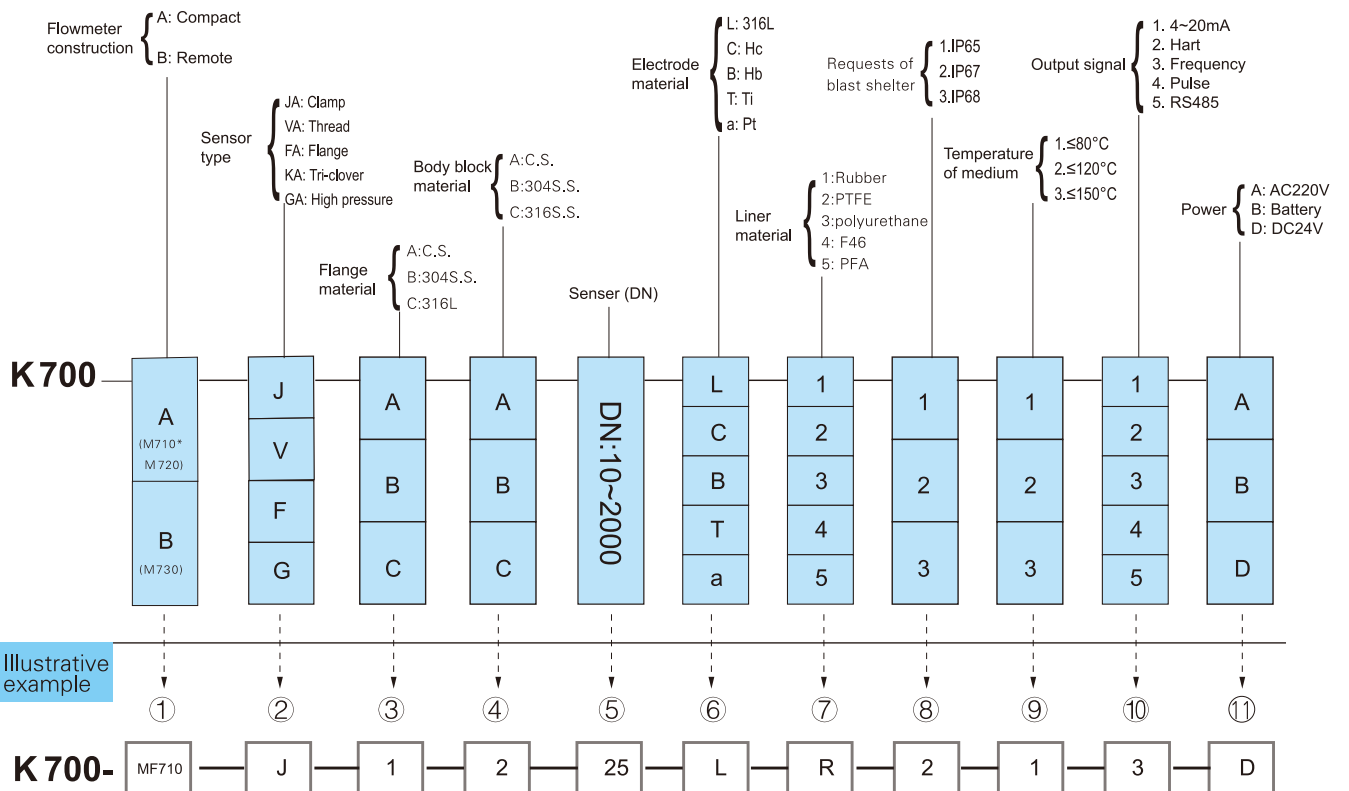 Flowmeter
construction
A: Compact
B: Remote
Sensor
type
JA: Clamp
VA: Thread
FA: Flange
KA: Tri-clover
GA: High pressure
Flange
material
A:C.S.
B:304S.S.
C:316L
Body block
material
A:C.S.
B:304S.S.
C:316S.S.
Senser (DN)
Electrode
material
L: 316L
C: Hc
B: Hb
T: Ti
a: Pt
Liner
material
1:Rubber
2:PTFE
3:polyurethane
4: F46
5: PFA
Requests of
blast shelter
1.IP65
2.IP67
3.IP68
Temperature
of medium
1.≤80°C
2.≤120°C
3.≤150°C
Output signal
1. 4~20mA
2. Hart
3. Frequency
4. Pulse
5. RS485
Power
A: AC220V
B: Battery
D: DC24V
K700
A
(M710*
M720)
B
(M730)
J
V
F
G
A
B
C
A
B
C
DN:10~2000
L
C
B
T
a
1
2
3
4
5
1
2
3
1
2
3
1
2
3
4
5
A
B
D
Illustrative
example
① ② ③ ④ ⑤ ⑥ ⑦ ⑧ ⑨ ⑩ ⑪
K700- MF710 J 1 2 25 L R 2 1 3 D